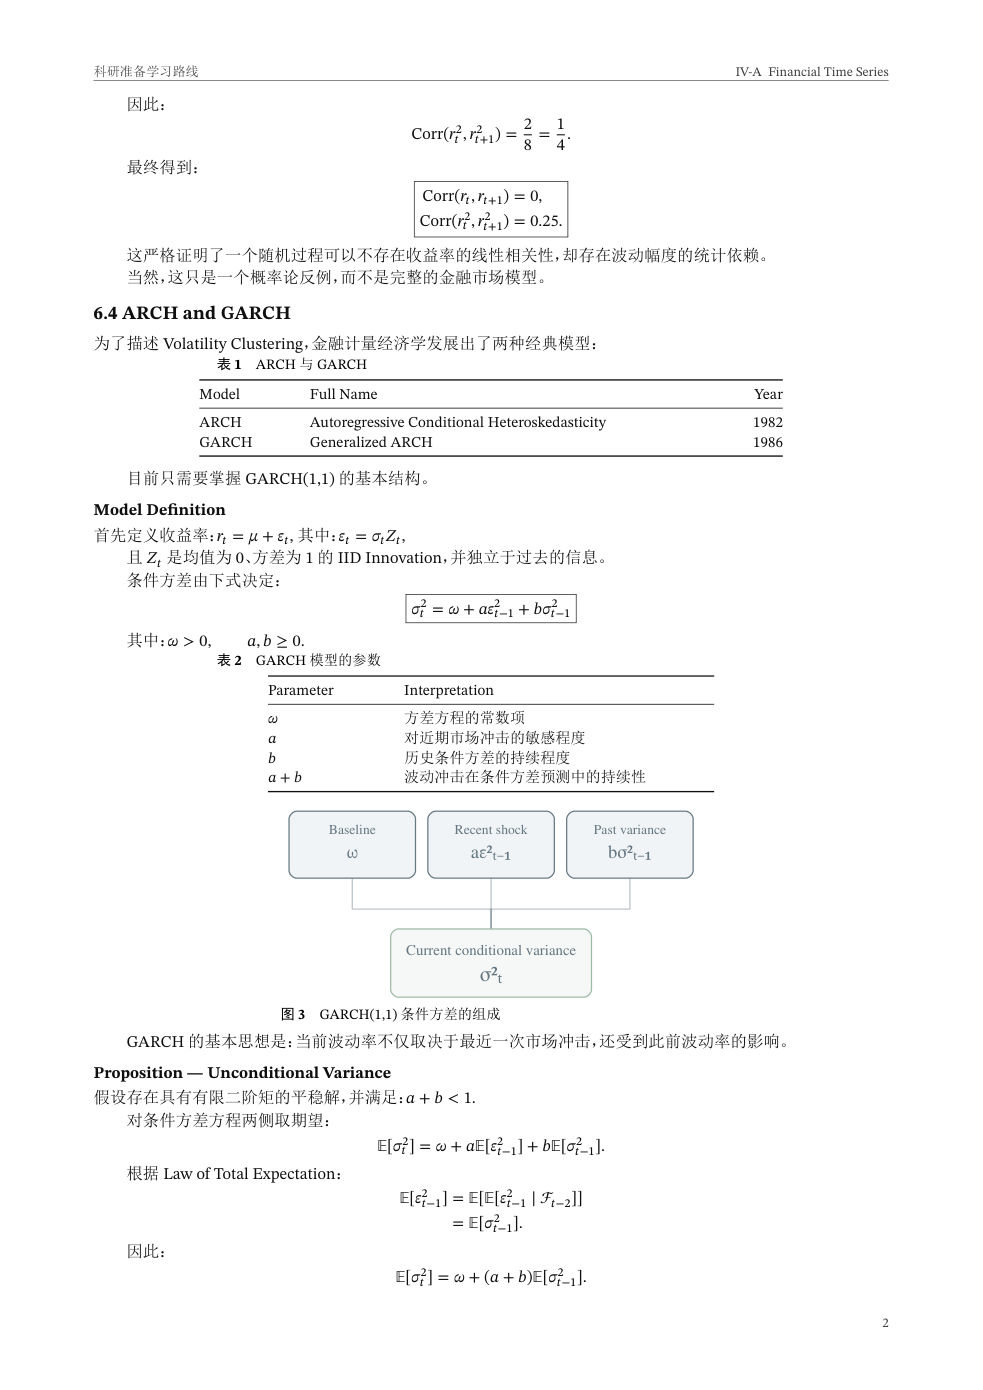 科研准备学习路线 IV-A Financial Time Series
因此：
Corr(r_t^2, r_{t+1}^2) = 2/8 = 1/4.
最终得到：
Corr(r_t, r_{t+1}) = 0,
Corr(r_t^2, r_{t+1}^2) = 0.25.
这严格证明了一个随机过程可以不存在收益率的线性相关性，却存在波动幅度的统计依赖。
当然，这只是一个概率论反例，而不是完整的金融市场模型。
6.4 ARCH and GARCH
为了描述 Volatility Clustering，金融计量经济学发展出了两种经典模型：
表 1 ARCH 与 GARCH
Model Full Name Year
ARCH Autoregressive Conditional Heteroskedasticity 1982
GARCH Generalized ARCH 1986
目前只需要掌握 GARCH(1,1) 的基本结构。
Model Definition
首先定义收益率：r_t = μ + ε_t, 其中：ε_t = σ_t Z_t,
且 Z_t 是均值为 0、方差为 1 的 IID Innovation，并独立于过去的信息。
条件方差由下式决定：
σ_t^2 = ω + aε_{t−1}^2 + bσ_{t−1}^2
其中：ω > 0, a, b ≥ 0.
表 2 GARCH 模型的参数
Parameter Interpretation
ω 方差方程的常数项
a 对近期市场冲击的敏感程度
b 历史条件方差的持续程度
a + b 波动冲击在条件方差预测中的持续性
Baseline Recent shock Past variance
ω aε²ₜ₋₁ bσ²ₜ₋₁
Current conditional variance
σ²ₜ
图 3 GARCH(1,1) 条件方差的组成
GARCH 的基本思想是：当前波动率不仅取决于最近一次市场冲击，还受到此前波动率的影响。
Proposition — Unconditional Variance
假设存在具有有限二阶矩的平稳解，并满足：a + b < 1.
对条件方差方程两侧取期望：
𝔼[σ_t^2] = ω + a𝔼[ε_{t−1}^2] + b𝔼[σ_{t−1}^2].
根据 Law of Total Expectation：
𝔼[ε_{t−1}^2] = 𝔼[𝔼[ε_{t−1}^2 | ℱ_{t−2}]]
= 𝔼[σ_{t−1}^2].
因此：
𝔼[σ_t^2] = ω + (a + b)𝔼[σ_{t−1}^2].
2